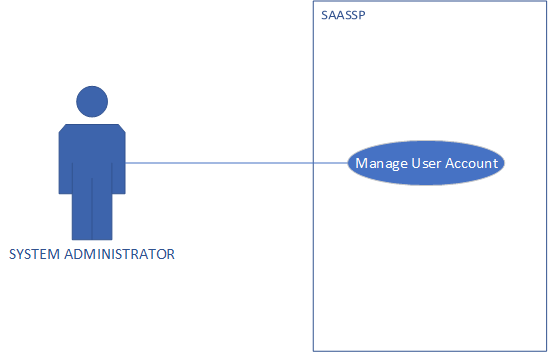 SAASSP
Manage User Account
SYSTEM ADMINISTRATOR